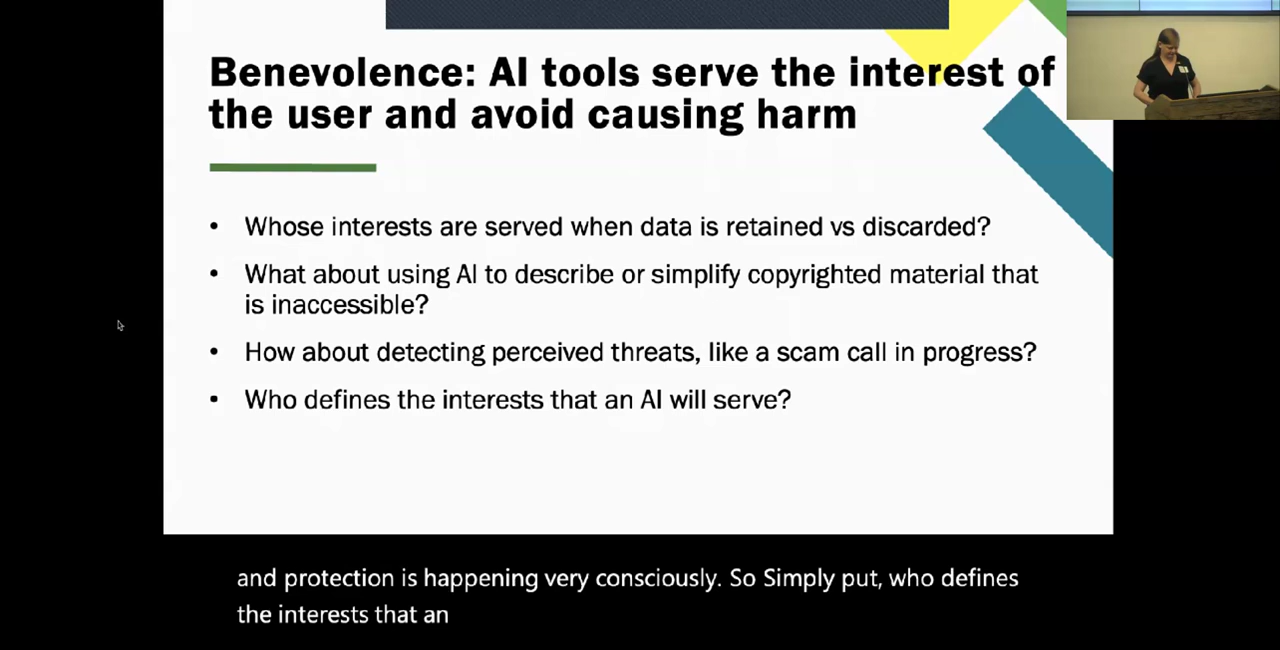 Benevolence: AI tools serve the interest of
the user and avoid causing harm
• Whose interests are served when data is retained vs discarded?
• What about using AI to describe or simplify copyrighted material that
is inaccessible?
• How about detecting perceived threats, like a scam call in progress?
• Who defines the interests that an AI will serve?
and protection is happening very consciously. So Simply put, who defines
the interests that an